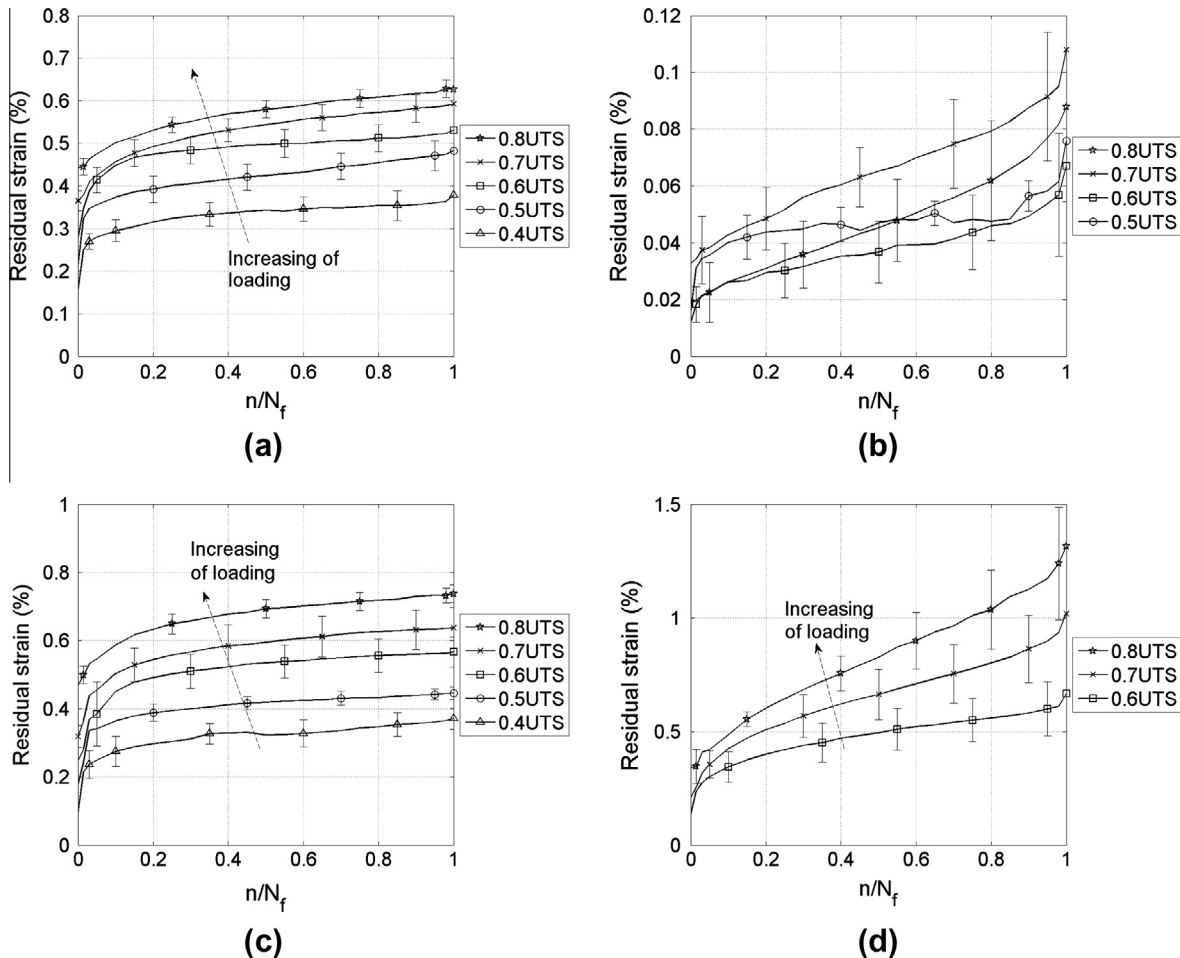 0.8
0.7
0.6
0.5
0.4
0.3
0.2
0.1
0
Residual strain (%)
Increasing of
loading
0 0.2 0.4 0.6 0.8 1
n/N_f
0.8UTS
0.7UTS
0.6UTS
0.5UTS
0.4UTS
(a)
0.12
0.1
0.08
0.06
0.04
0.02
0
Residual strain (%)
0 0.2 0.4 0.6 0.8 1
n/N_f
0.8UTS
0.7UTS
0.6UTS
0.5UTS
(b)
1
0.8
0.6
0.4
0.2
0
Residual strain (%)
Increasing
of loading
0 0.2 0.4 0.6 0.8 1
n/N_f
0.8UTS
0.7UTS
0.6UTS
0.5UTS
0.4UTS
(c)
1.5
1
0.5
0
Residual strain (%)
Increasing
of loading
0 0.2 0.4 0.6 0.8 1
n/N_f
0.8UTS
0.7UTS
0.6UTS
(d)